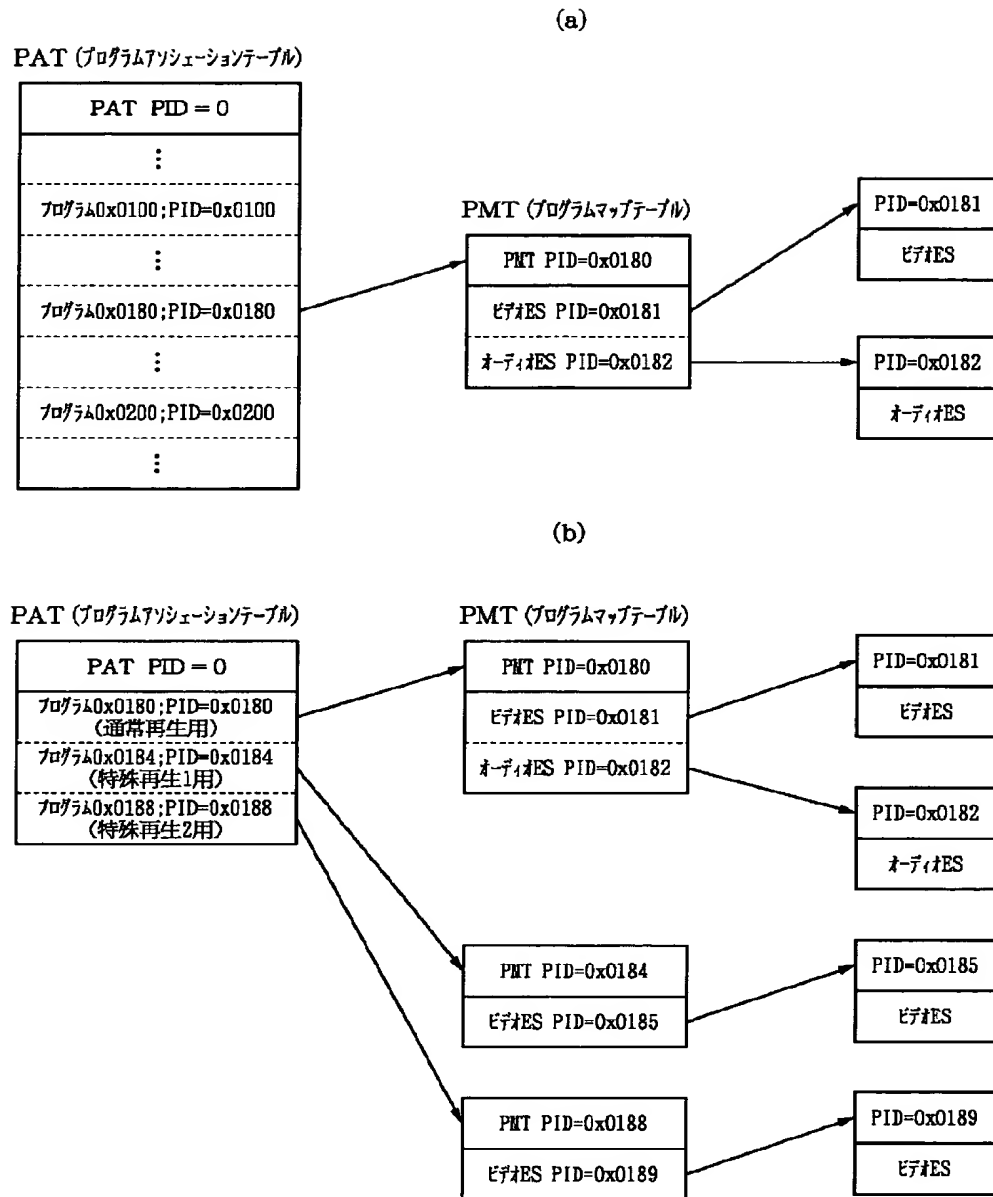 (a)
PAT (プログラムアソシェーションテーブル)
PAT PID = 0
⋮
プログラム0x0100;PID=0x0100
⋮
プログラム0x0180;PID=0x0180
⋮
プログラム0x0200;PID=0x0200
⋮
PMT (プログラムマップテーブル)
PMT PID=0x0180
ビデオES PID=0x0181
オーディオES PID=0x0182
PID=0x0181
ビデオES
PID=0x0182
オーディオES
(b)
PAT (プログラムアソシェーションテーブル)
PAT PID = 0
プログラム0x0180;PID=0x0180
(通常再生用)
プログラム0x0184;PID=0x0184
(特殊再生1用)
プログラム0x0188;PID=0x0188
(特殊再生2用)
PMT (プログラムマップテーブル)
PMT PID=0x0180
ビデオES PID=0x0181
オーディオES PID=0x0182
PID=0x0181
ビデオES
PID=0x0182
オーディオES
PMT PID=0x0184
ビデオES PID=0x0185
PID=0x0185
ビデオES
PMT PID=0x0188
ビデオES PID=0x0189
PID=0x0189
ビデオES